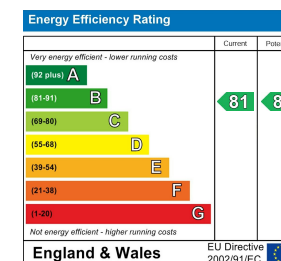 Energy Efficiency Rating
Current
Very energy efficient - lower running costs
(92 plus) A
(81-91) B
81
(69-80) C
(55-68) D
(39-54) E
(21-38) F
(1-20) G
Not energy efficient - higher running costs
England & Wales
EU Directive
2002/91/EC